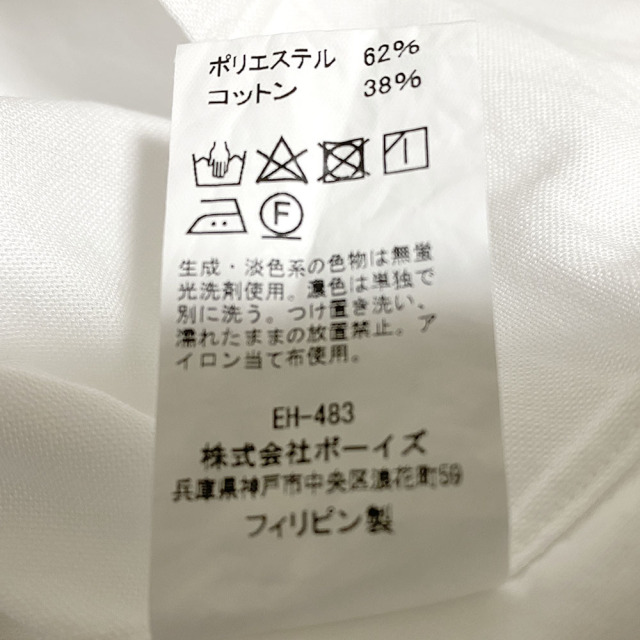 ポリエステル 62%
コットン 38%
F
生成・淡色系の色物は無蛍
光洗剤使用。濃色は単独で
別に洗う。つけ置き洗い、
濡れたままの放置禁止。ア
イロン当て布使用。
EH-483
株式会社ボーイズ
兵庫県神戸市中央区浪花町59
フィリピン製